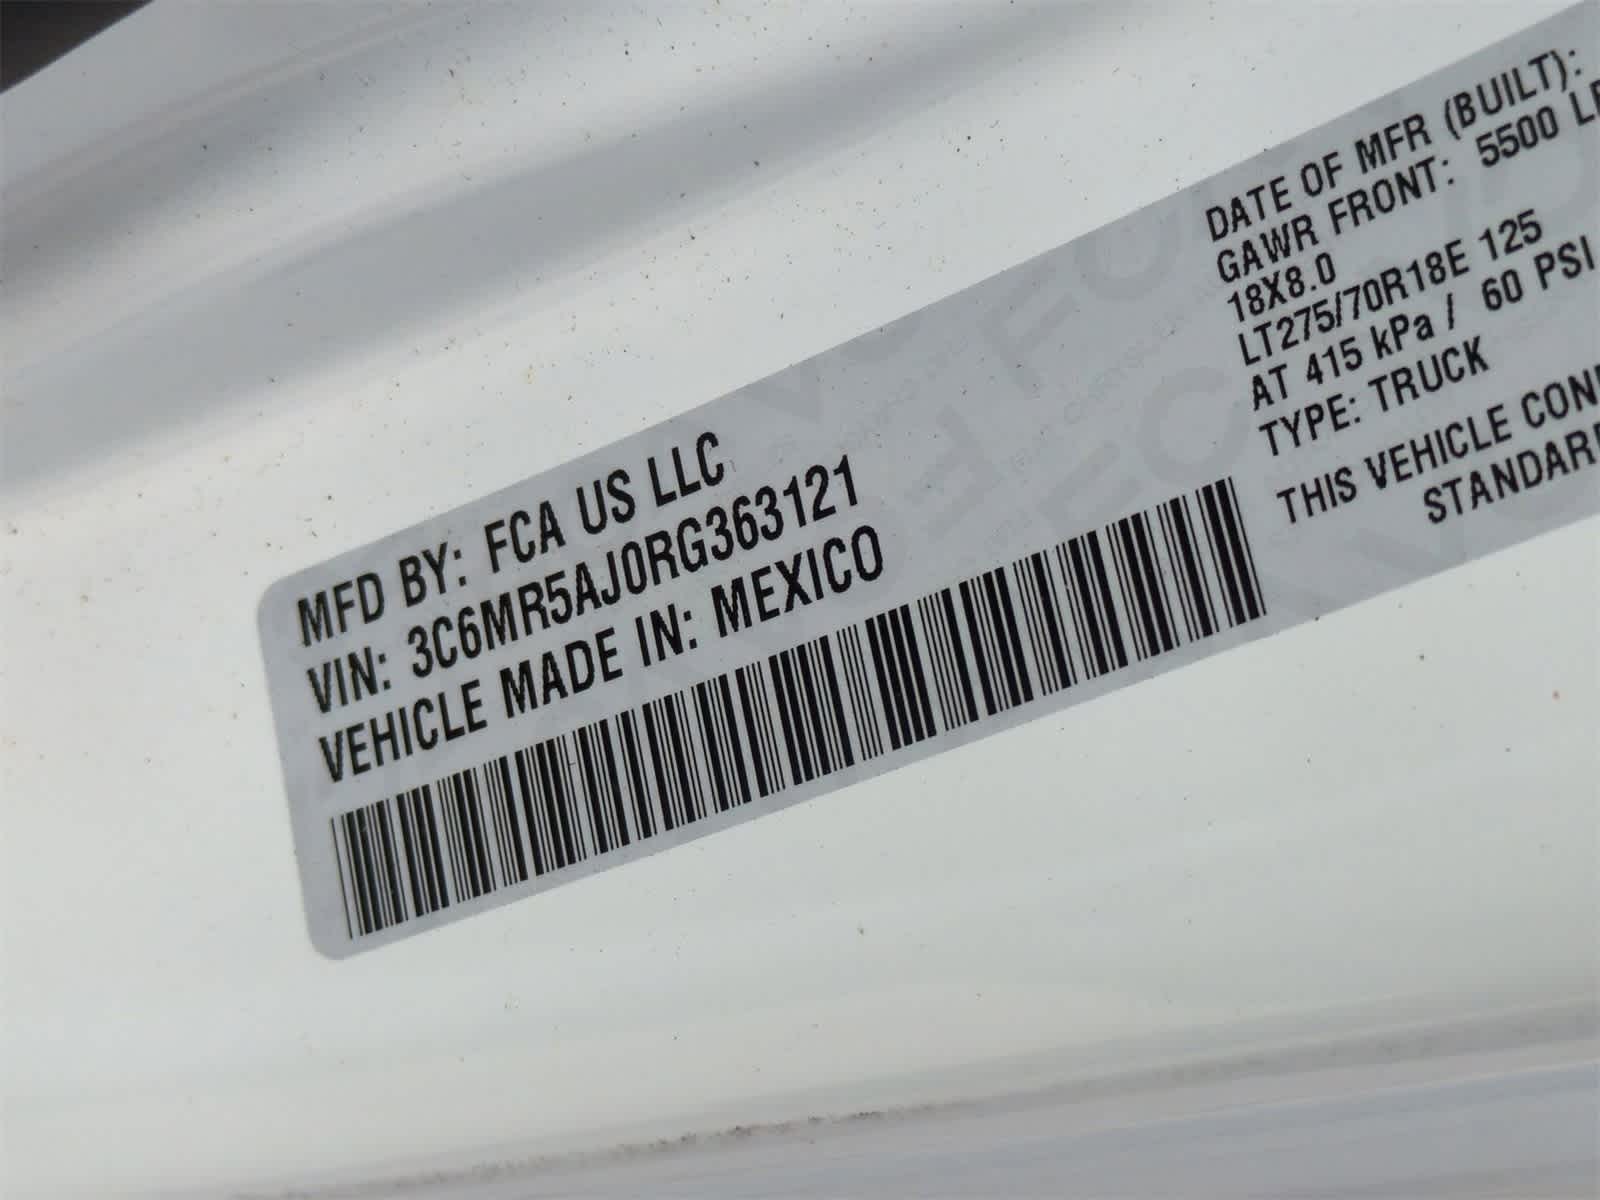 MFD BY: FCA US LLC
VIN: 3C6MR5AJ0RG363121
VEHICLE MADE IN: MEXICO
DATE OF MFR (BUILT):
GAWR FRONT: 5500
18X8.0
LT275/70R18E 125
AT 415 kPa / 60 PSI
TYPE: TRUCK
THIS VEHICLE